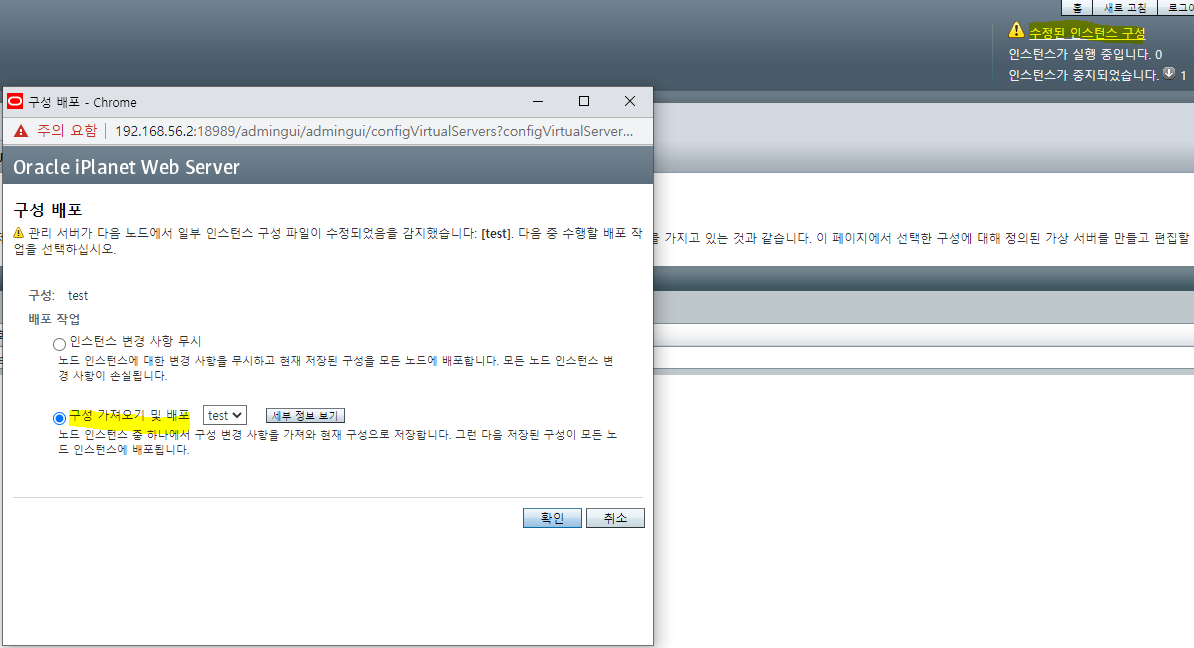 홈 새로 고침 로그아
수정된 인스턴스 구성
인스턴스가 실행 중입니다. 0
인스턴스가 중지되었습니다. 1
구성 배포 - Chrome
주의 요함 192.168.56.2:18989/admingui/admingui/configVirtualServers?configVirtualServer...
Oracle iPlanet Web Server
구성 배포
관리 서버가 다음 노드에서 일부 인스턴스 구성 파일이 수정되었음을 감지했습니다: [test]. 다음 중 수행할 배포 작
업을 선택하십시오.
을 가지고 있는 것과 같습니다. 이 페이지에서 선택한 구성에 대해 정의된 가상 서버를 만들고 편집할
구성: test
배포 작업
인스턴스 변경 사항 무시
노드 인스턴스에 대한 변경 사항을 무시하고 현재 저장된 구성을 모든 노드에 배포합니다. 모든 노드 인스턴스 변
경 사항이 손실됩니다.
구성 가져오기 및 배포 test 세부 정보 보기
노드 인스턴스 중 하나에서 구성 변경 사항을 가져와 현재 구성으로 저장합니다. 그런 다음 저장된 구성이 모든 노
드 인스턴스에 배포됩니다.
확인 취소